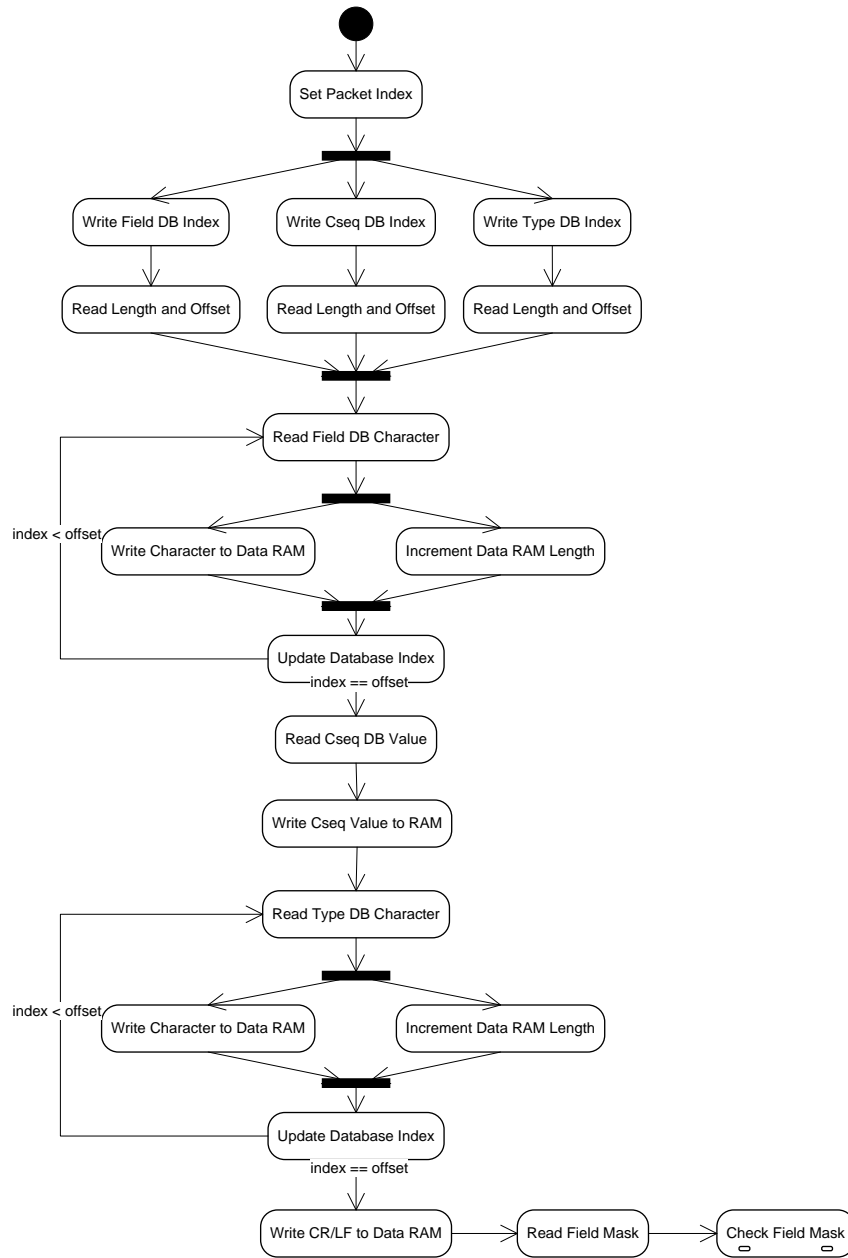 Set Packet Index
Write Field DB Index
Write Cseq DB Index
Write Type DB Index
Read Length and Offset
Read Length and Offset
Read Length and Offset
Read Field DB Character
index < offset
Write Character to Data RAM
Increment Data RAM Length
Update Database Index
index == offset
Read Cseq DB Value
Write Cseq Value to RAM
Read Type DB Character
index < offset
Write Character to Data RAM
Increment Data RAM Length
Update Database Index
index == offset
Write CR/LF to Data RAM
Read Field Mask
Check Field Mask